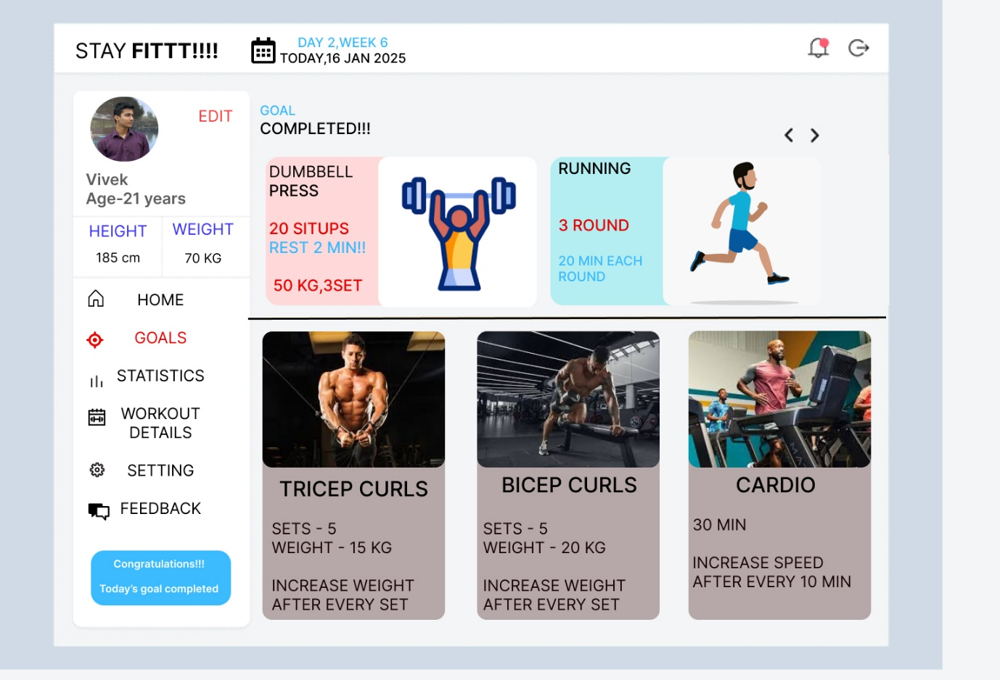 STAY FITTT!!!!
DAY 2,WEEK 6
TODAY,16 JAN 2025
EDIT
Vivek
Age-21 years
HEIGHT
185 cm
WEIGHT
70 KG
HOME
GOALS
STATISTICS
WORKOUT
DETAILS
SETTING
FEEDBACK
Congratulations!!!
Today's goal completed
GOAL
COMPLETED!!!
DUMBBELL
PRESS
20 SITUPS
REST 2 MIN!!
50 KG,3SET
RUNNING
3 ROUND
20 MIN EACH
ROUND
TRICEP CURLS
SETS - 5
WEIGHT - 15 KG
INCREASE WEIGHT
AFTER EVERY SET
BICEP CURLS
SETS - 5
WEIGHT - 20 KG
INCREASE WEIGHT
AFTER EVERY SET
CARDIO
30 MIN
INCREASE SPEED
AFTER EVERY 10 MIN